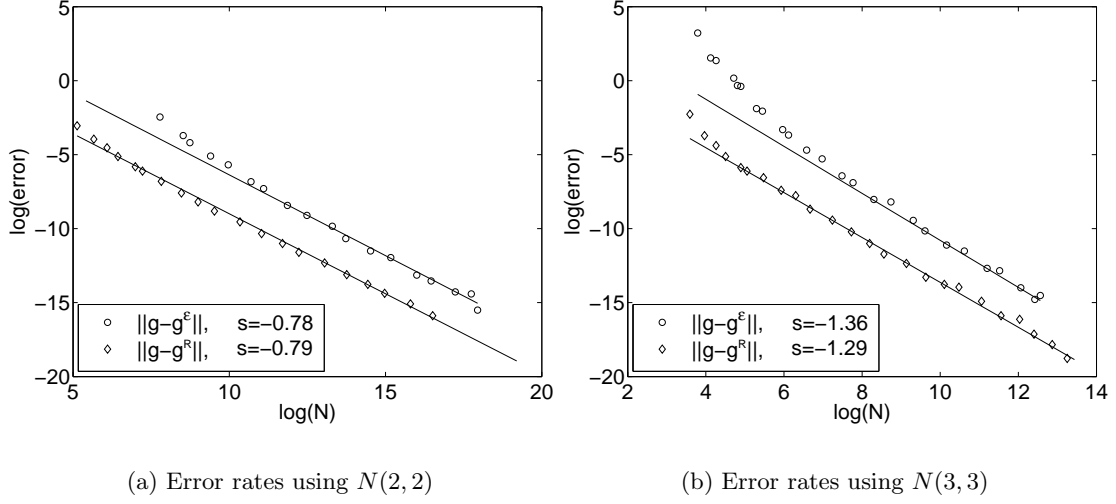 5
0
−5
−10
−15
−20
log(error)
5
10
15
20
log(N)
||g−g^ε||, s=−0.78
||g−g^R||, s=−0.79
(a) Error rates using N(2, 2)
5
0
−5
−10
−15
−20
log(error)
2
4
6
8
10
12
14
log(N)
||g−g^ε||, s=−1.36
||g−g^R||, s=−1.29
(b) Error rates using N(3, 3)